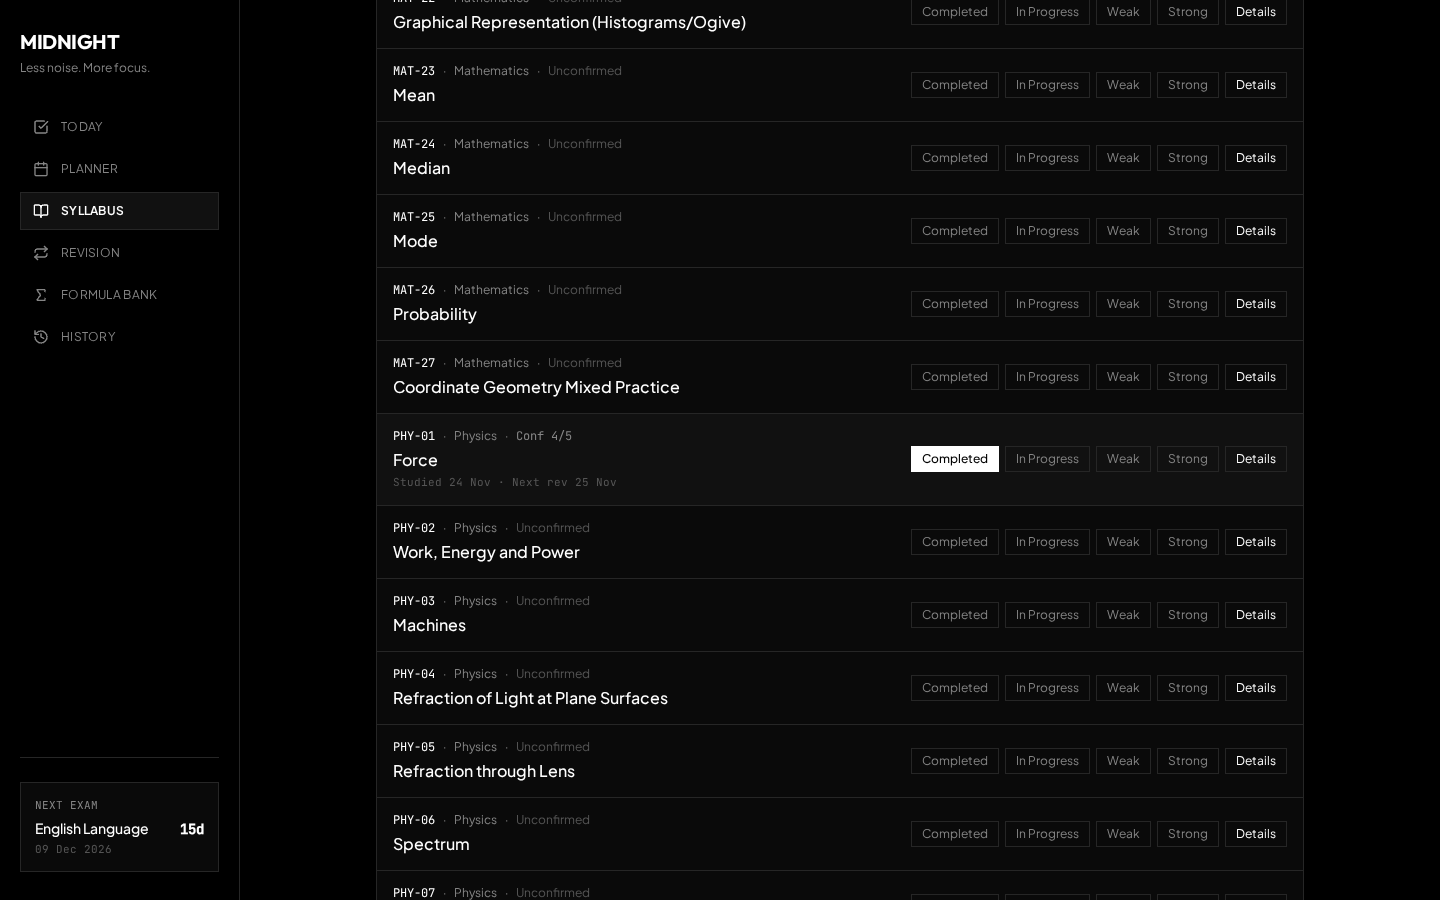 MIDNIGHT
Less noise. More focus.
TODAY
PLANNER
SYLLABUS
REVISION
FORMULA BANK
HISTORY
NEXT EXAM
English Language 15d
09 Dec 2026
Graphical Representation (Histograms/Ogive)
Completed In Progress Weak Strong Details
MAT-23 · Mathematics · Unconfirmed
Mean
Completed In Progress Weak Strong Details
MAT-24 · Mathematics · Unconfirmed
Median
Completed In Progress Weak Strong Details
MAT-25 · Mathematics · Unconfirmed
Mode
Completed In Progress Weak Strong Details
MAT-26 · Mathematics · Unconfirmed
Probability
Completed In Progress Weak Strong Details
MAT-27 · Mathematics · Unconfirmed
Coordinate Geometry Mixed Practice
Completed In Progress Weak Strong Details
PHY-01 · Physics · Conf 4/5
Force
Studied 24 Nov · Next rev 25 Nov
Completed In Progress Weak Strong Details
PHY-02 · Physics · Unconfirmed
Work, Energy and Power
Completed In Progress Weak Strong Details
PHY-03 · Physics · Unconfirmed
Machines
Completed In Progress Weak Strong Details
PHY-04 · Physics · Unconfirmed
Refraction of Light at Plane Surfaces
Completed In Progress Weak Strong Details
PHY-05 · Physics · Unconfirmed
Refraction through Lens
Completed In Progress Weak Strong Details
PHY-06 · Physics · Unconfirmed
Spectrum
Completed In Progress Weak Strong Details
PHY-07 · Physics · Unconfirmed